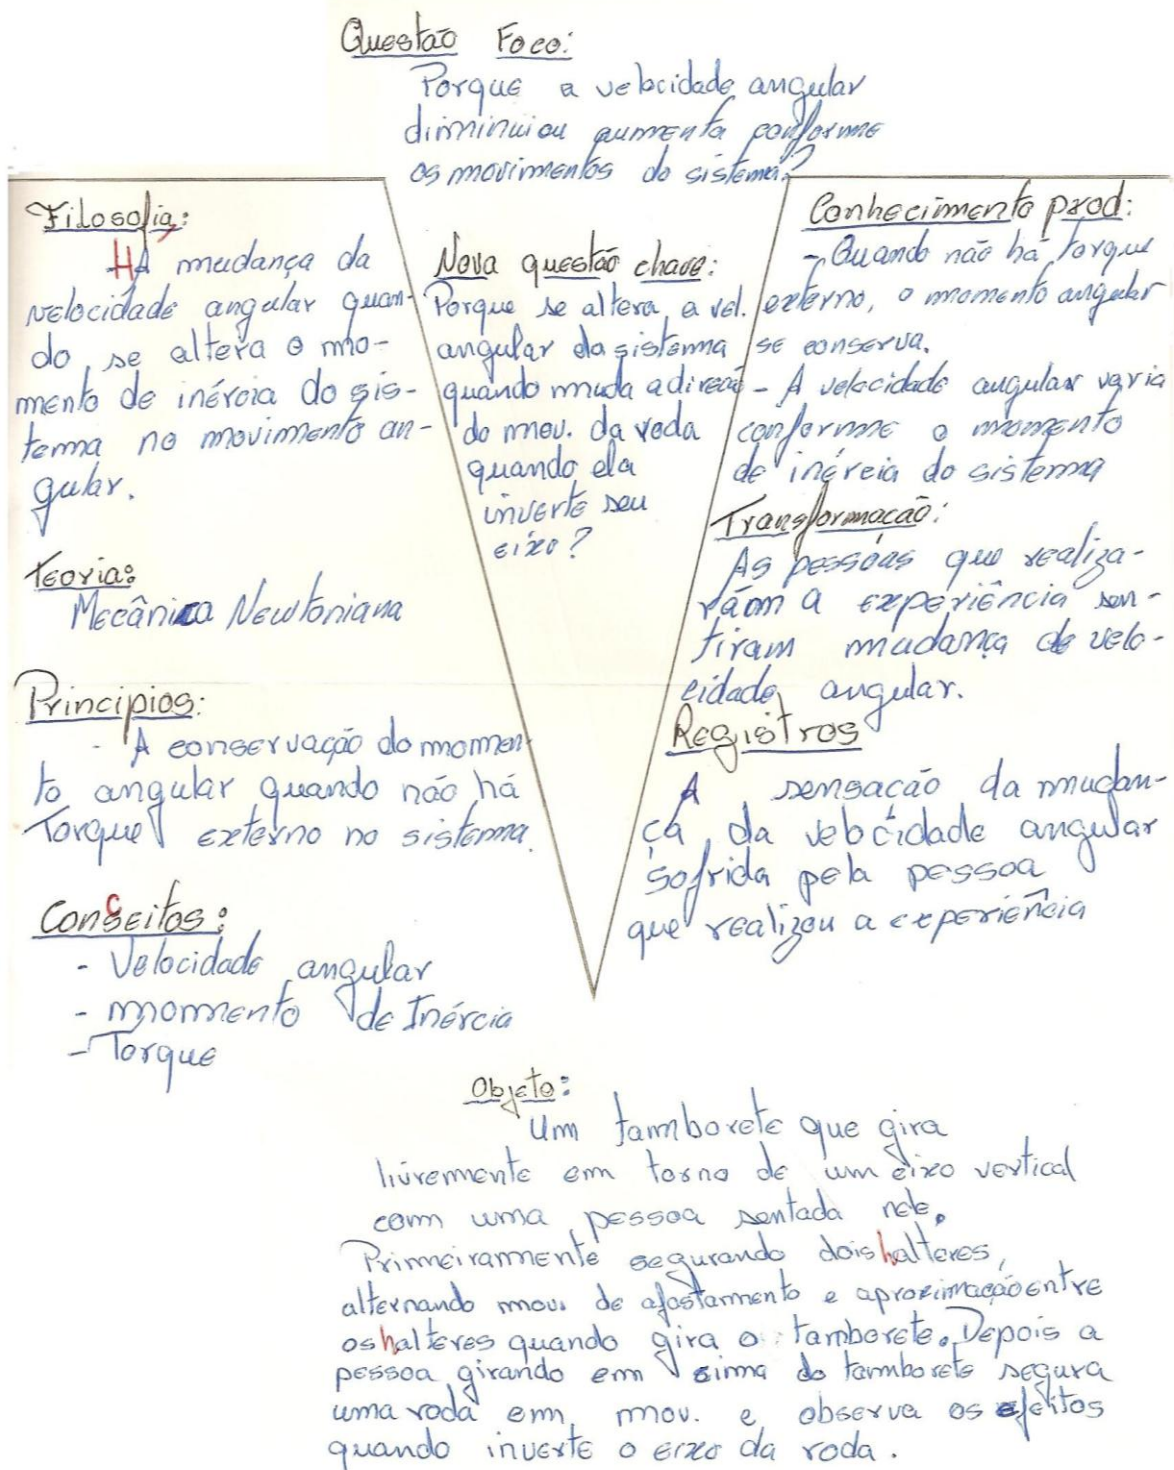 Questão Foco:
Porque a velocidade angular
diminui ou aumenta conforme
os movimentos do sistema?
Filosofia:
Há mudança da
velocidade angular quan-
do se altera o mo-
mento de inércia do sis-
tema no movimento an-
gular.
Teoria:
Mecânica Newtoniana
Principios:
- A conservação do momen
to angular quando não há
Torque externo no sistema.
Conceitos:
- Velocidade angular
- momento de Inércia
- Torque
Nova questão chave:
Porque se altera a vel.
angular da sistema
quando muda a direção
do mov. da roda
quando ela
inverte seu
eixo?
Conhecimento prod:
- Quando não há Torque
externo, o momento angular
se conserva.
- A velocidade angular varia
conforme o momento
de inércia do sistema
Transformação:
As pessoas que realiza-
rãom a experiência sen-
tiram mudança de velo-
cidade angular.
Registros
A sensação da mudan-
ça da velocidade angular
sofrida pela pessoa
que realizou a experiência
Objeto:
Um tamborete que gira
livremente em torno de um eixo vertical
com uma pessoa sentada nele.
Primeiramente segurando dois halteres,
alternando mov. de afastamento e aproximação entre
os halteres quando gira o tamborete. Depois a
pessoa girando em sima do tamborete segura
uma roda em mov. e observa os efeitos
quando inverte o eixo da roda.